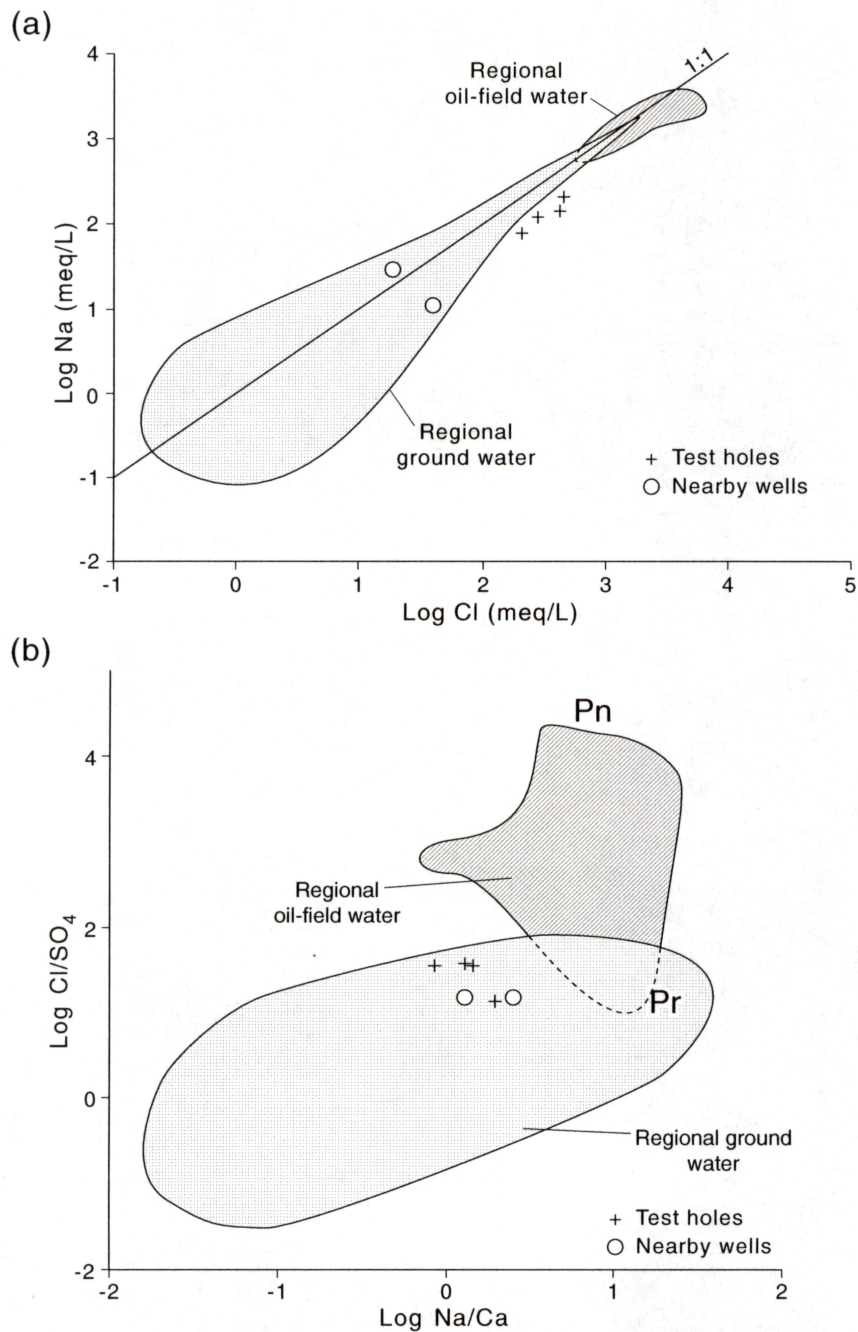 (a)
4
3
2
1
0
-1
-2
Log Na (meq/L)
Regional
oil-field water
1:1
Regional
ground water
+ Test holes
○ Nearby wells
-1 0 1 2 3 4 5
Log Cl (meq/L)
(b)
4
2
0
-2
Log Cl/SO₄
Pn
Regional
oil-field water
Pr
Regional ground
water
+ Test holes
○ Nearby wells
-2 -1 0 1 2
Log Na/Ca